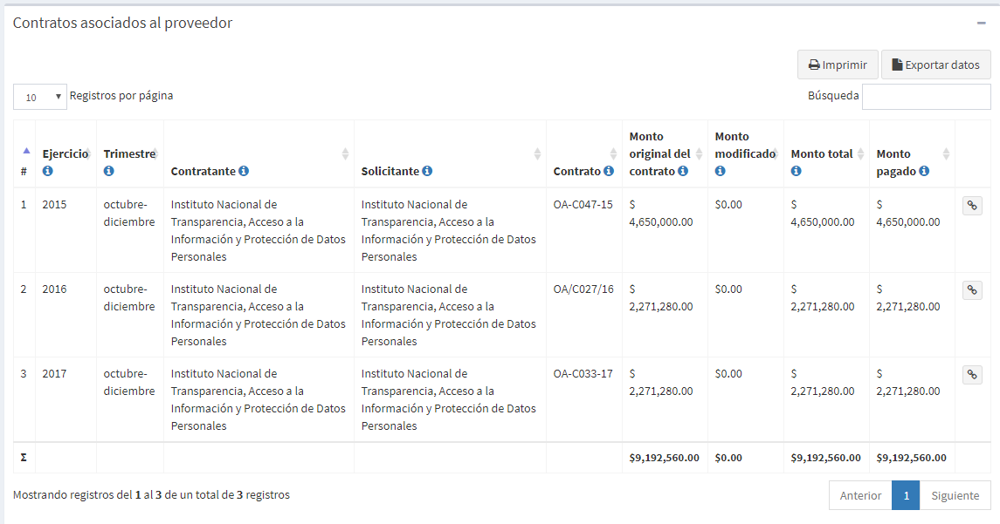 Contratos asociados al proveedor
Imprimir
Exportar datos
10 Registros por página
Búsqueda
# Ejercicio Trimestre Contratante Solicitante Contrato Monto original del contrato Monto modificado Monto total Monto pagado
1 2015 octubre-diciembre Instituto Nacional de Transparencia, Acceso a la Información y Protección de Datos Personales Instituto Nacional de Transparencia, Acceso a la Información y Protección de Datos Personales OA-C047-15 $ 4,650,000.00 $0.00 $ 4,650,000.00 $ 4,650,000.00
2 2016 octubre-diciembre Instituto Nacional de Transparencia, Acceso a la Información y Protección de Datos Personales Instituto Nacional de Transparencia, Acceso a la Información y Protección de Datos Personales OA/C027/16 $ 2,271,280.00 $0.00 $ 2,271,280.00 $ 2,271,280.00
3 2017 octubre-diciembre Instituto Nacional de Transparencia, Acceso a la Información y Protección de Datos Personales Instituto Nacional de Transparencia, Acceso a la Información y Protección de Datos Personales OA-C033-17 $ 2,271,280.00 $0.00 $ 2,271,280.00 $ 2,271,280.00
Σ $9,192,560.00 $0.00 $9,192,560.00 $9,192,560.00
Mostrando registros del 1 al 3 de un total de 3 registros
Anterior 1 Siguiente